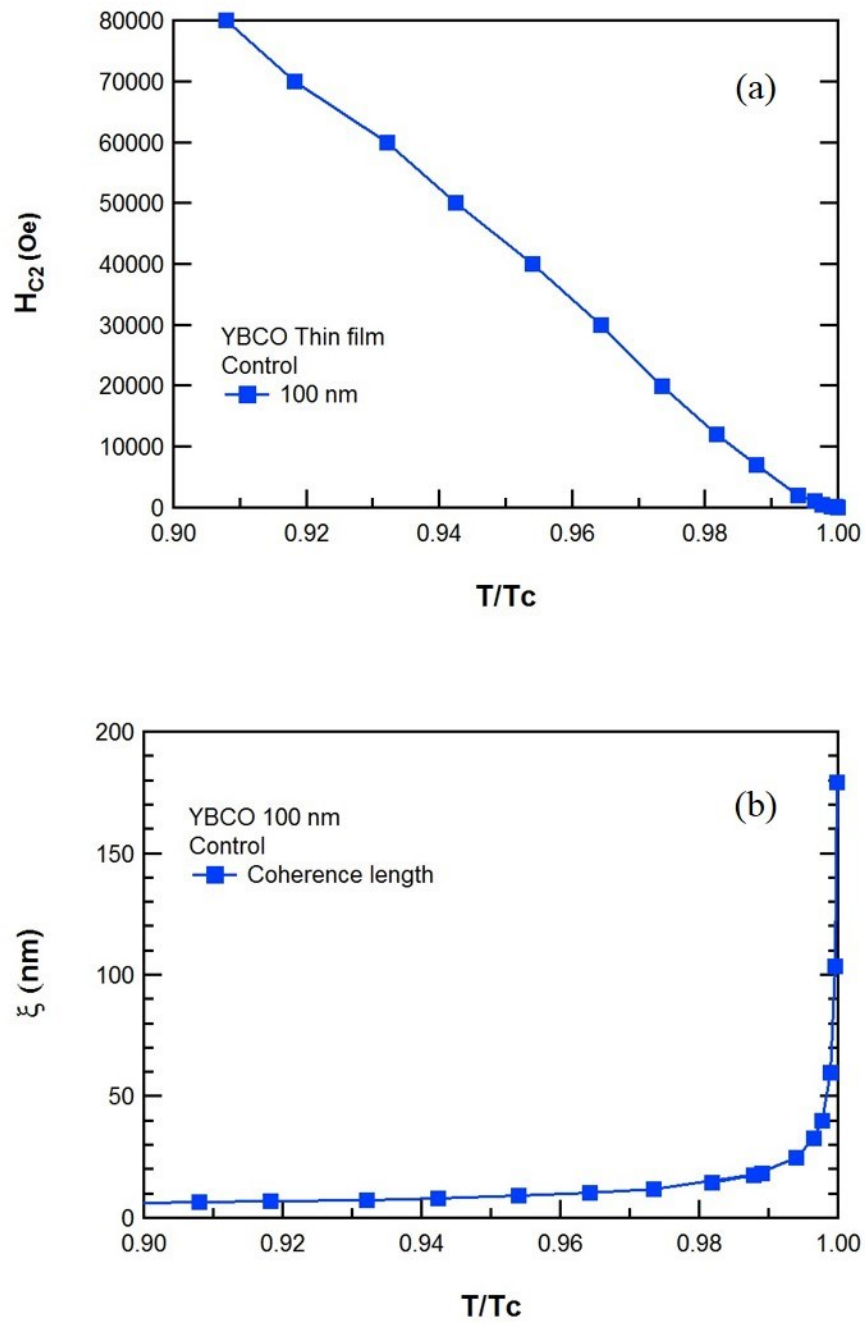 80000
70000
60000
50000
40000
30000
20000
10000
0
H_C2 (Oe)
(a)
YBCO Thin film
Control
100 nm
0.90 0.92 0.94 0.96 0.98 1.00
T/Tc
200
150
100
50
0
ξ (nm)
(b)
YBCO 100 nm
Control
Coherence length
0.90 0.92 0.94 0.96 0.98 1.00
T/Tc